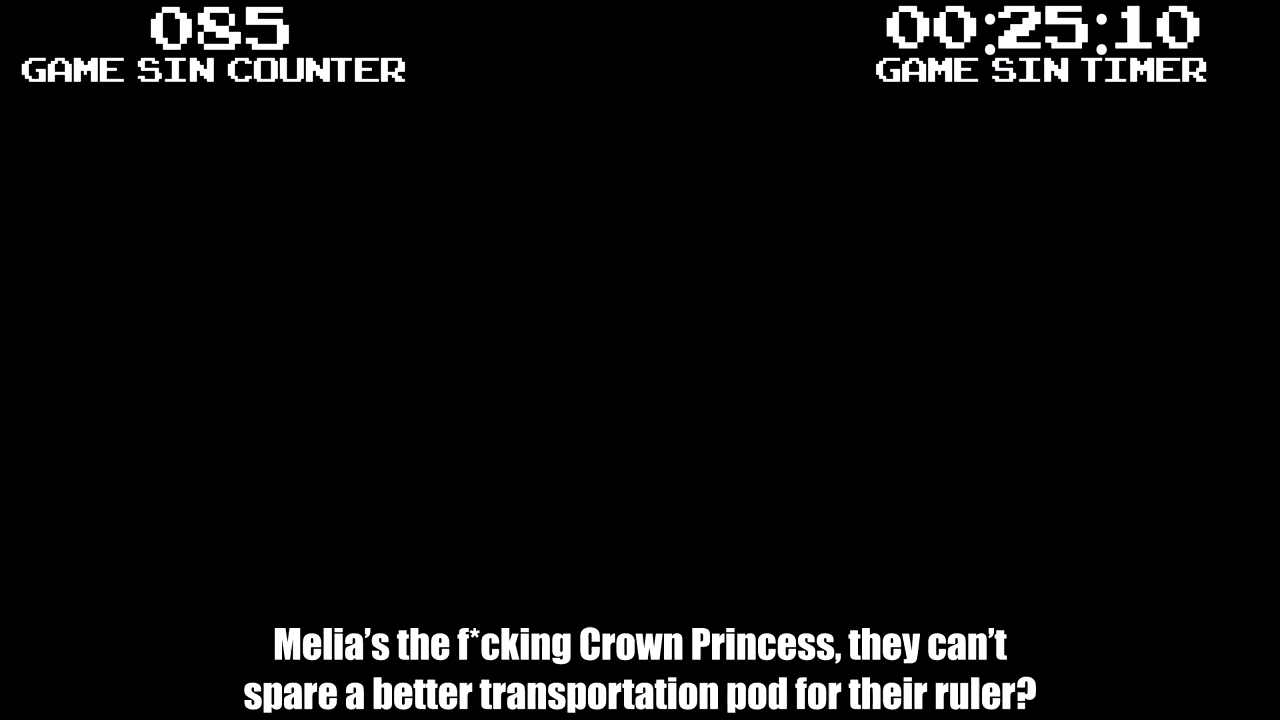 085
GAME SIN COUNTER
00:25:10
GAME SIN TIMER
Melia’s the f*cking Crown Princess, they can’t
spare a better transportation pod for their ruler?